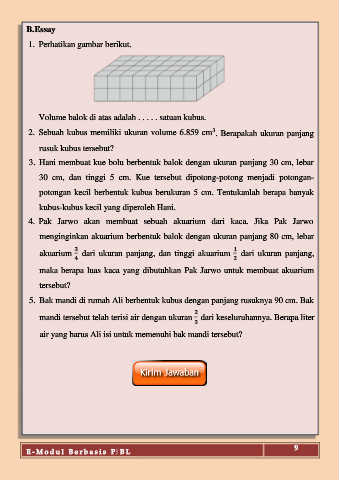 B.Essay
1. Perhatikan gambar berikut.
Volume balok di atas adalah . . . . . satuan kubus.
2. Sebuah kubus memiliki ukuran volume 6.859 cm³. Berapakah ukuran panjang
rusuk kubus tersebut?
3. Hani membuat kue bolu berbentuk balok dengan ukuran panjang 30 cm, lebar
30 cm, dan tinggi 5 cm. Kue tersebut dipotong-potong menjadi potongan-
potongan kecil berbentuk kubus berukuran 5 cm. Tentukanlah berapa banyak
kubus-kubus kecil yang diperoleh Hani.
4. Pak Jarwo akan membuat sebuah akuarium dari kaca. Jika Pak Jarwo
menginginkan akuarium berbentuk balok dengan ukuran panjang 80 cm, lebar
akuarium 3/4 dari ukuran panjang, dan tinggi akuarium 1/2 dari ukuran panjang,
maka berapa luas kaca yang dibutuhkan Pak Jarwo untuk membuat akuarium
tersebut?
5. Bak mandi di rumah Ali berbentuk kubus dengan panjang rusuknya 90 cm. Bak
mandi tersebut telah terisi air dengan ukuran 2/3 dari keseluruhannya. Berapa liter
air yang harus Ali isi untuk memenuhi bak mandi tersebut?
Kirim Jawaban
E-Modul Berbasis PjBL
9